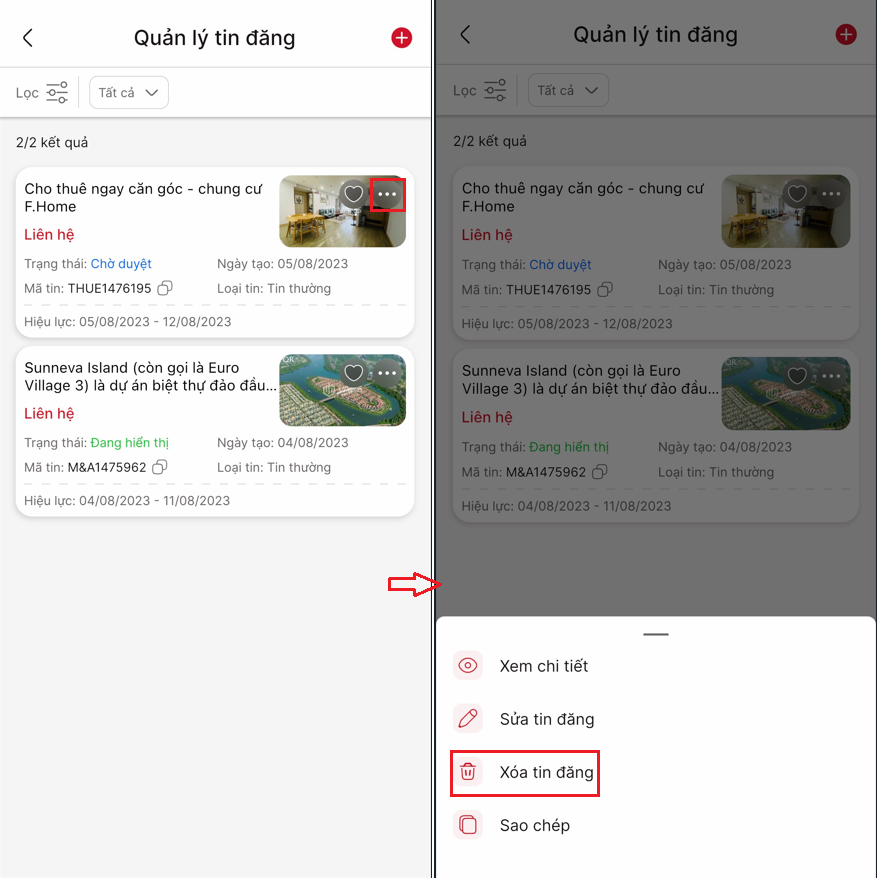 Quản lý tin đăng
Lọc
Tất cả
2/2 kết quả
Cho thuê ngay căn góc - chung cư
F.Home
Liên hệ
Trạng thái: Chờ duyệt
Ngày tạo: 05/08/2023
Mã tin: THUE1476195
Loại tin: Tin thường
Hiệu lực: 05/08/2023 - 12/08/2023
Sunneva Island (còn gọi là Euro
Village 3) là dự án biệt thự đảo đầu...
Liên hệ
Trạng thái: Đang hiển thị
Ngày tạo: 04/08/2023
Mã tin: M&A1475962
Loại tin: Tin thường
Hiệu lực: 04/08/2023 - 11/08/2023
Quản lý tin đăng
Lọc
Tất cả
2/2 kết quả
Cho thuê ngay căn góc - chung cư
F.Home
Liên hệ
Trạng thái: Chờ duyệt
Ngày tạo: 05/08/2023
Mã tin: THUE1476195
Loại tin: Tin thường
Hiệu lực: 05/08/2023 - 12/08/2023
Sunneva Island (còn gọi là Euro
Village 3) là dự án biệt thự đảo đầu...
Liên hệ
Trạng thái: Đang hiển thị
Ngày tạo: 04/08/2023
Mã tin: M&A1475962
Loại tin: Tin thường
Hiệu lực: 04/08/2023 - 11/08/2023
Xem chi tiết
Sửa tin đăng
Xóa tin đăng
Sao chép